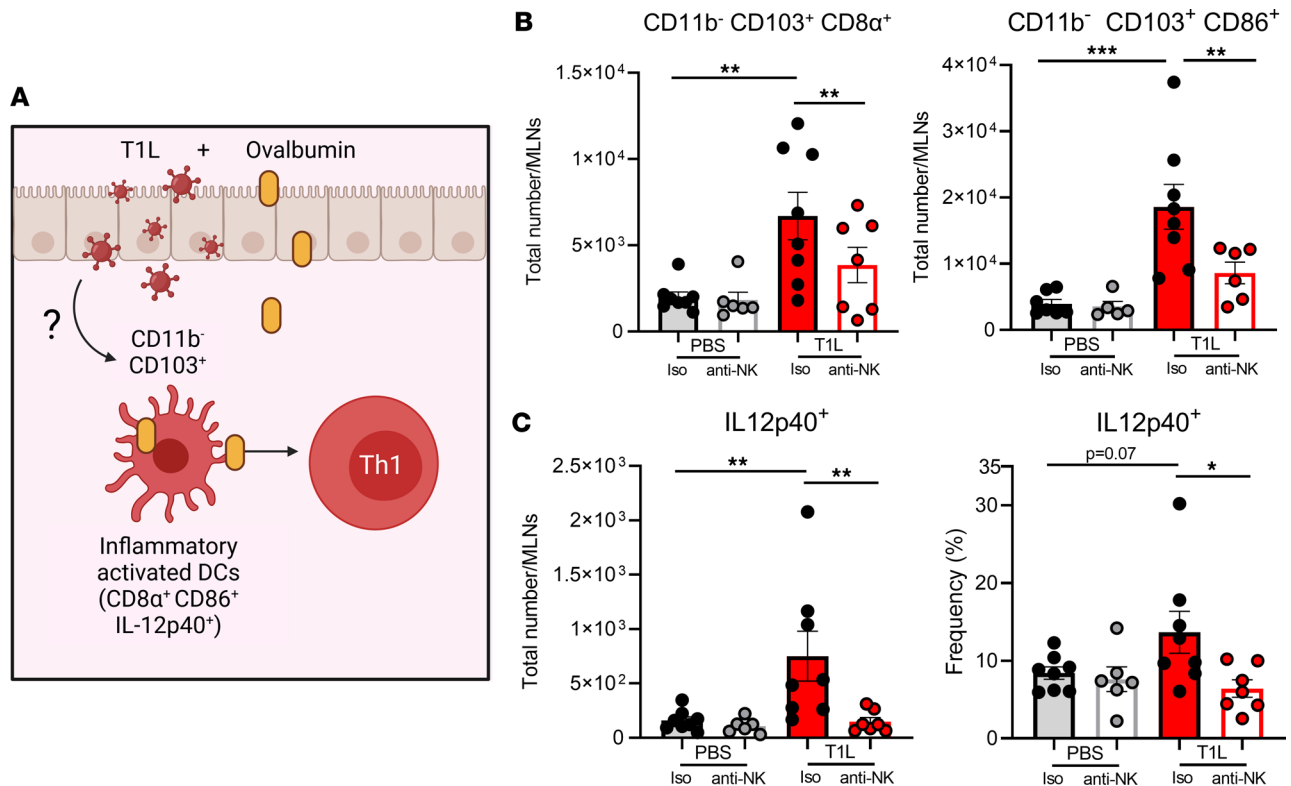 A
T1L + Ovalbumin
?
CD11b⁻
CD103⁺
Th1
Inflammatory
activated DCs
(CD8α⁺ CD86⁺
IL-12p40⁺)
B
CD11b⁻ CD103⁺ CD8α⁺
Total number/MLNs
1.5×10⁴
1×10⁴
5×10³
0
**
**
PBS
T1L
Iso
anti-NK
Iso
anti-NK
CD11b⁻ CD103⁺ CD86⁺
Total number/MLNs
4×10⁴
3×10⁴
2×10⁴
1×10⁴
0
***
**
PBS
T1L
Iso
anti-NK
Iso
anti-NK
C
IL12p40⁺
Total number/MLNs
2.5×10³
2×10³
1×10³
1×10³
5×10²
0
**
**
PBS
T1L
Iso
anti-NK
Iso
anti-NK
IL12p40⁺
Frequency (%)
35
30
20
10
0
p=0.07
*
PBS
T1L
Iso
anti-NK
Iso
anti-NK